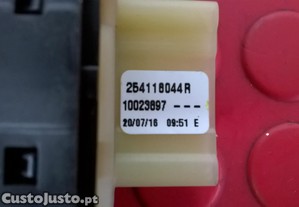 254118044R
10023697 ---
20/07/16 09:51 E
CustoJusto.pt